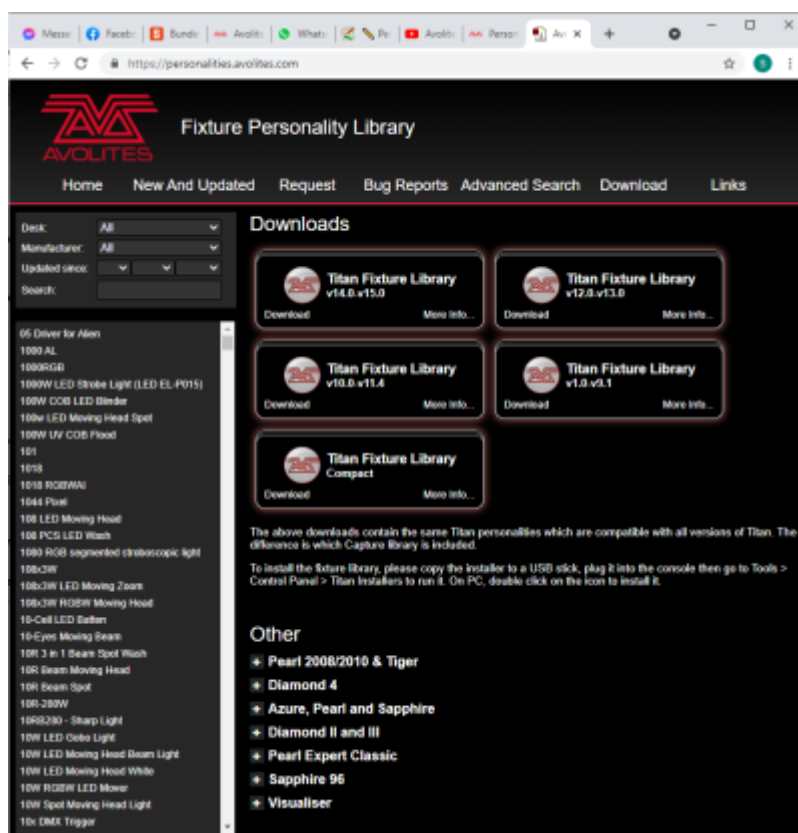 Messe
Facebo
Bundle
Avolite
Whats
Avolite
Person
Avo
https://personalities.avolites.com
AVOLITES
Fixture Personality Library
Home New And Updated Request Bug Reports Advanced Search Download Links
Desk: All
Manufacturer: All
Updated since:
Search:
05 Driver for Alien
1000 AL
1000RGB
1000W LED Strobe Light (LED EL-P015)
100W COB LED Blinder
100w LED Moving Head Spot
100W UV COB Flood
101
1018
1018 RGBWAI
1044 Pixel
108 LED Moving Head
108 PCS LED Wash
1080 RGB segmented stroboscopic light
108x3W
108x3W LED Moving Zoom
108x3W RGBW Moving Head
10-Cell LED Batten
10-Eyes Moving Beam
10R 3 in 1 Beam Spot Wash
10R Beam Moving Head
10R Beam Spot
10R-280W
10RB280 - Sharp Light
10W LED Gobo Light
10W LED Moving Head Beam Light
10W LED Moving Head White
10W RGBW LED Mover
10W Spot Moving Head Light
10x DMX Trigger
Downloads
Titan Fixture Library
v14.0-v15.0
Download More Info...
Titan Fixture Library
v12.0-v13.0
Download More Info...
Titan Fixture Library
v10.0-v11.4
Download More Info...
Titan Fixture Library
v1.0-v9.1
Download More Info...
Titan Fixture Library
Compact
Download More Info...
The above downloads contain the same Titan personalities which are compatible with all versions of Titan. The
difference is which Capture library is included.
To install the fixture library, please copy the installer to a USB stick, plug it into the console then go to Tools >
Control Panel > Titan Installers to run it. On PC, double click on the icon to install it.
Other
+ Pearl 2008/2010 & Tiger
+ Diamond 4
+ Azure, Pearl and Sapphire
+ Diamond II and III
+ Pearl Expert Classic
+ Sapphire 96
+ Visualiser